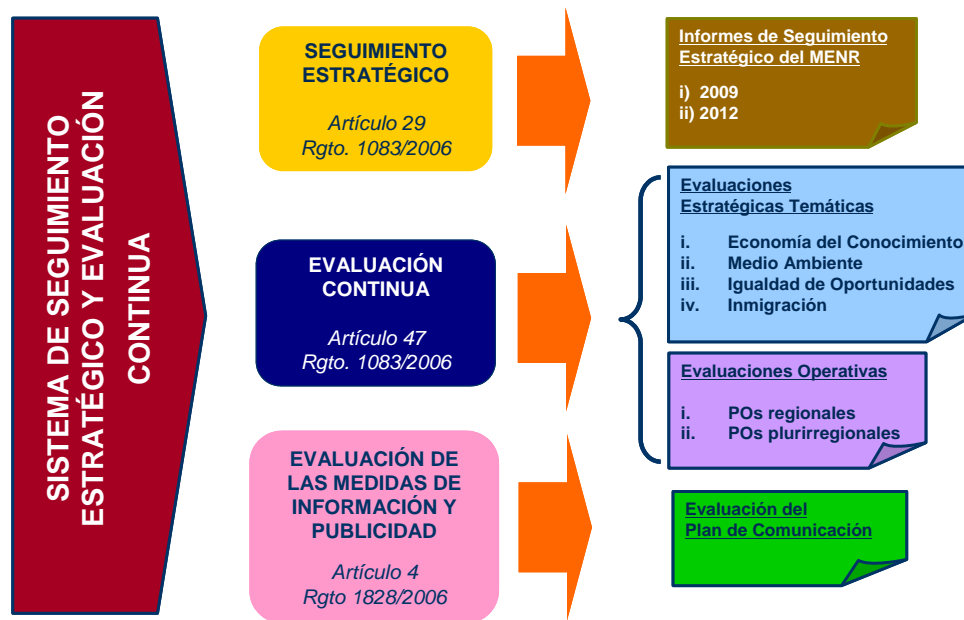 SISTEMA DE SEGUIMIENTO
ESTRATÉGICO Y EVALUACIÓN
CONTINUA
SEGUIMIENTO
ESTRATÉGICO
Artículo 29
Rgto. 1083/2006
Informes de Seguimiento
Estratégico del MENR
i) 2009
ii) 2012
EVALUACIÓN
CONTINUA
Artículo 47
Rgto. 1083/2006
Evaluaciones
Estratégicas Temáticas
i. Economía del Conocimiento
ii. Medio Ambiente
iii. Igualdad de Oportunidades
iv. Inmigración
Evaluaciones Operativas
i. POs regionales
ii. POs plurirregionales
EVALUACIÓN DE
LAS MEDIDAS DE
INFORMACIÓN Y
PUBLICIDAD
Artículo 4
Rgto 1828/2006
Evaluación del
Plan de Comunicación